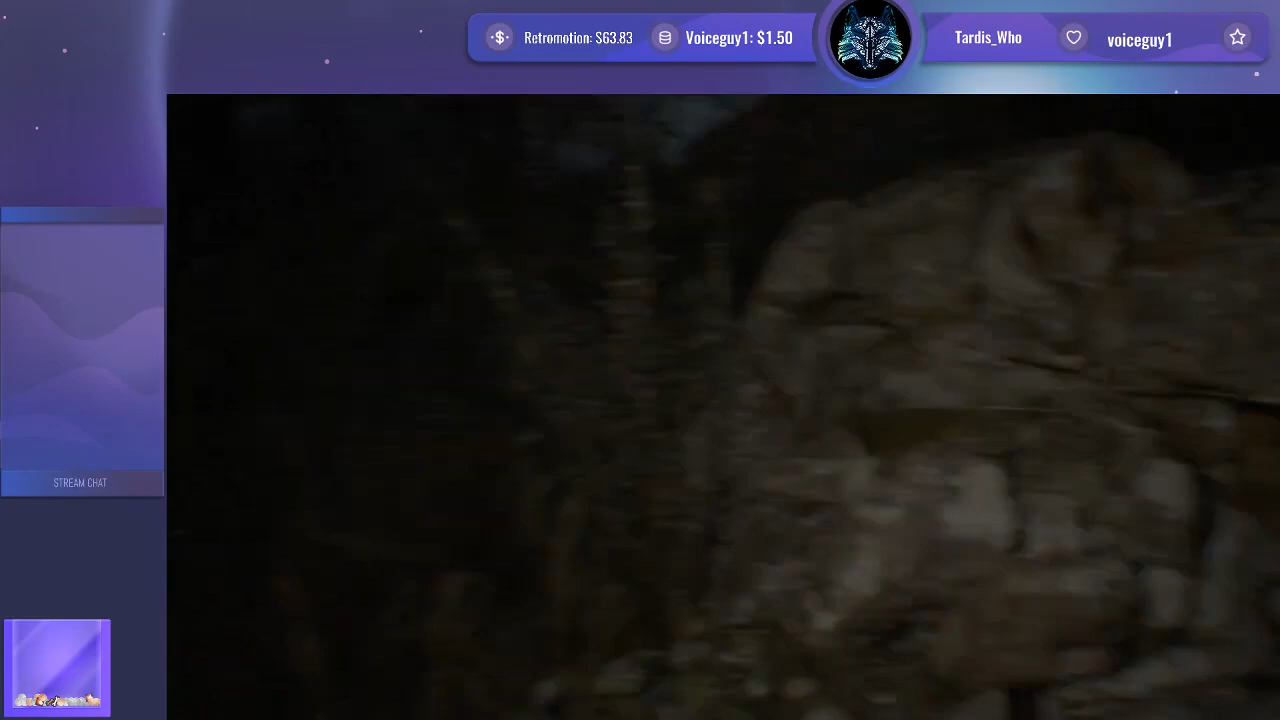 Retromotion: $63.83
Voiceguy1: $1.50
Tardis_Who
voiceguy1
STREAM CHAT